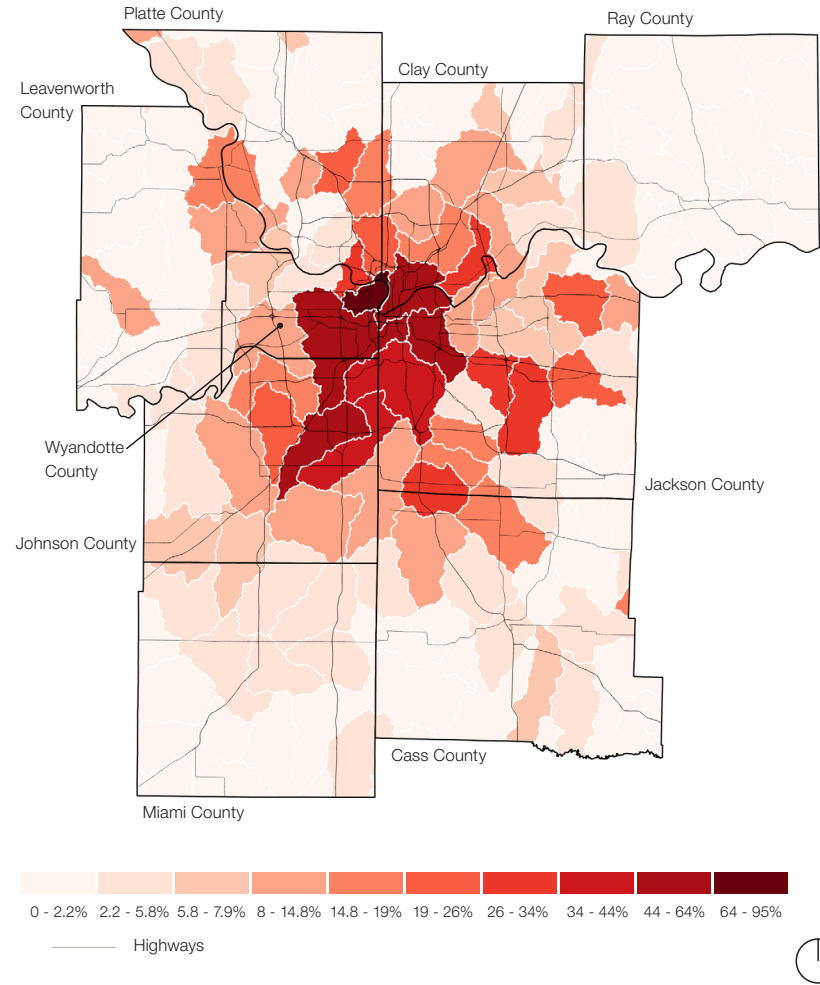 Platte County
Ray County
Clay County
Leavenworth
County
Wyandotte
County
Jackson County
Johnson County
Cass County
Miami County
0 - 2.2% 2.2 - 5.8% 5.8 - 7.9% 8 - 14.8% 14.8 - 19% 19 - 26% 26 - 34% 34 - 44% 44 - 64% 64 - 95%
Highways